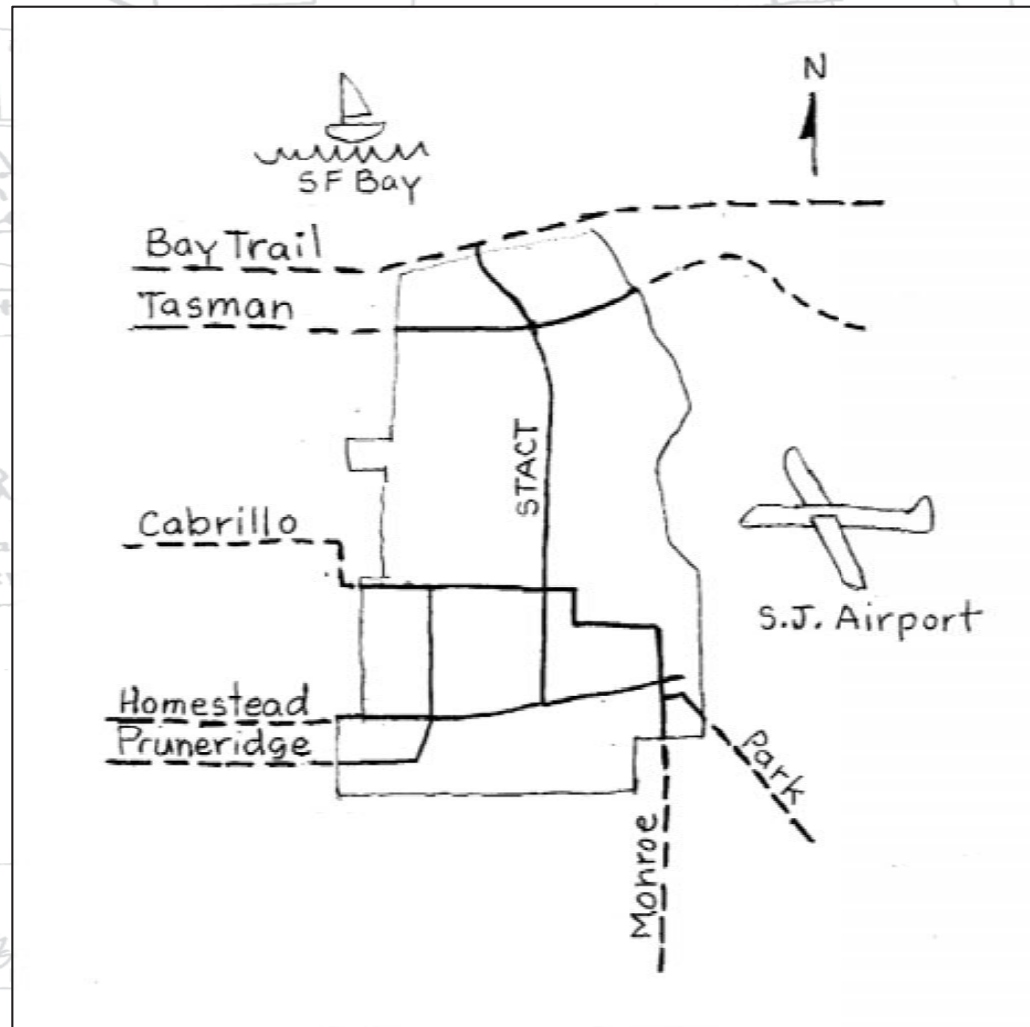 N
SF Bay
Bay Trail
Tasman
STACT
Cabrillo
S.J. Airport
Homestead
Pruneridge
Park
Monroe